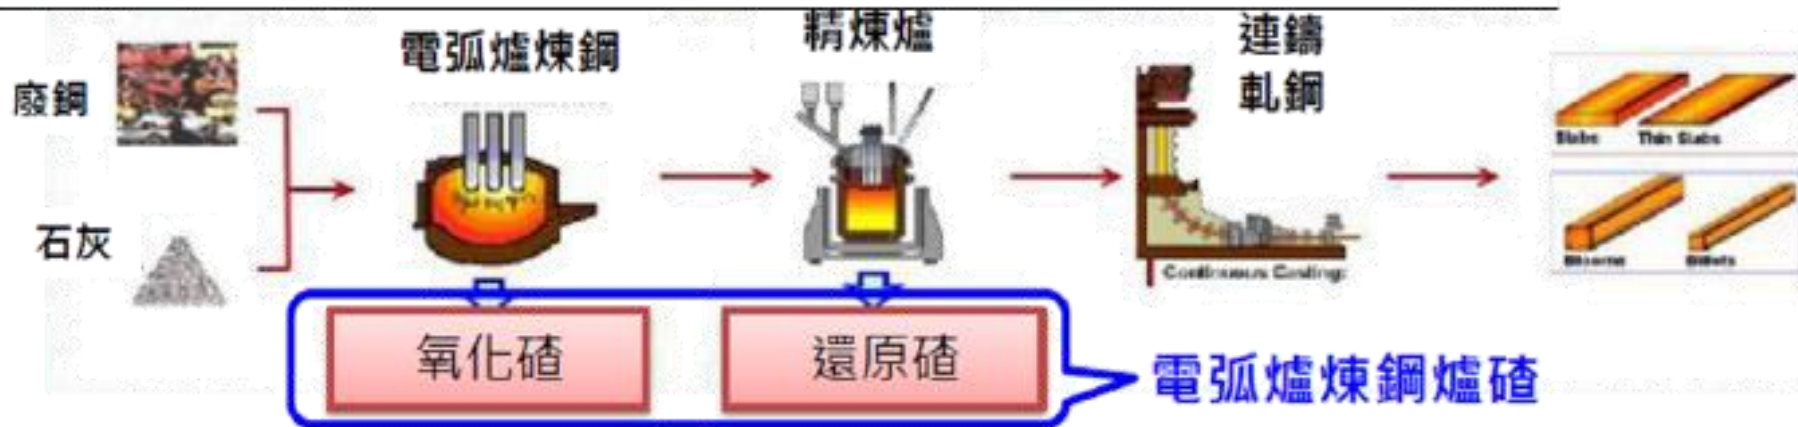 電弧爐煉鋼
精煉爐
連鑄
軋鋼
廢鋼
石灰
Slabs
Thin Slabs
Blooms
Billets
Continuous Casting:
氧化碴
還原碴
電弧爐煉鋼爐碴